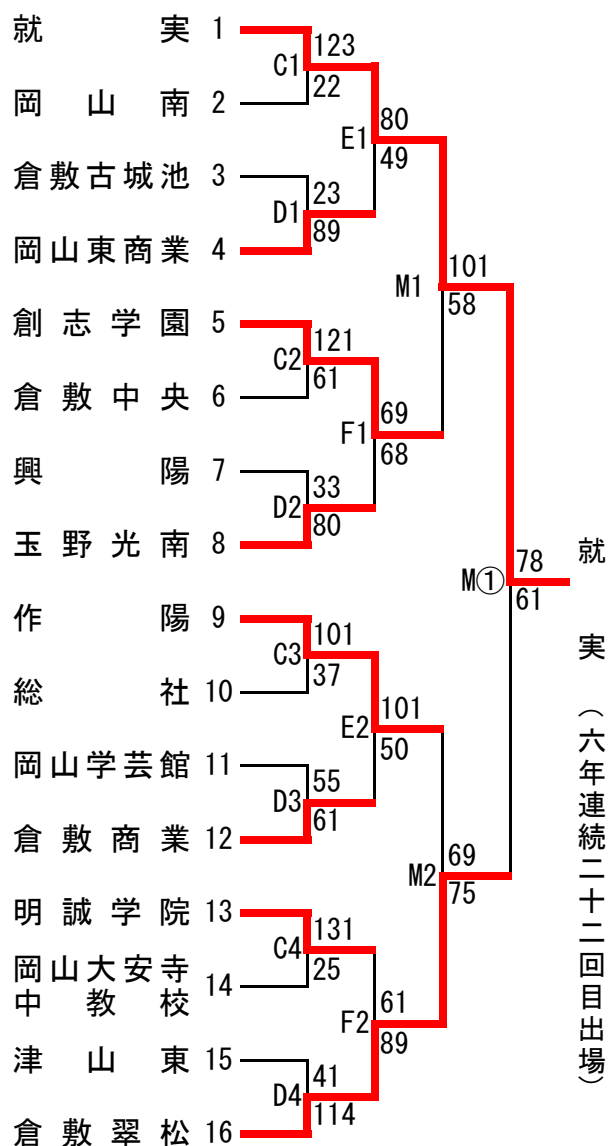 就実 1
123
C1
22
岡山南 2
80
E1
49
倉敷古城池 3
23
D1
89
岡山東商業 4
101
M1
58
創志学園 5
121
C2
61
倉敷中央 6
69
F1
68
興陽 7
33
D2
80
玉野光南 8
78
M①
61
作陽 9
101
C3
37
総社 10
101
E2
50
岡山学芸館 11
55
D3
61
倉敷商業 12
69
M2
75
明誠学院 13
131
C4
25
岡山大安寺
中教校 14
61
F2
89
津山東 15
41
D4
114
倉敷翠松 16
就実（六年連続二十二回目出場）